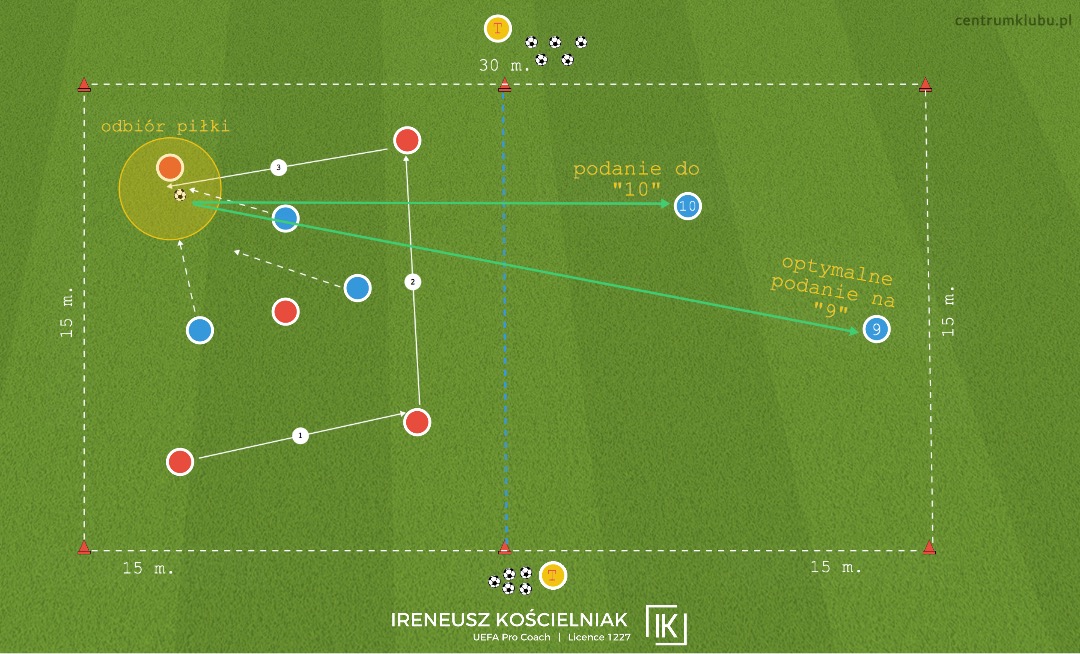 centrumklubu.pl
T
30 m.
odbiór piłki
3
podanie do
"10"
10
optymalne
podanie na
"9"
9
2
15 m.
15 m.
1
15 m.
15 m.
T
IRENEUSZ KOŚCIELNIAK
IK
UEFA Pro Coach | Licence 1227